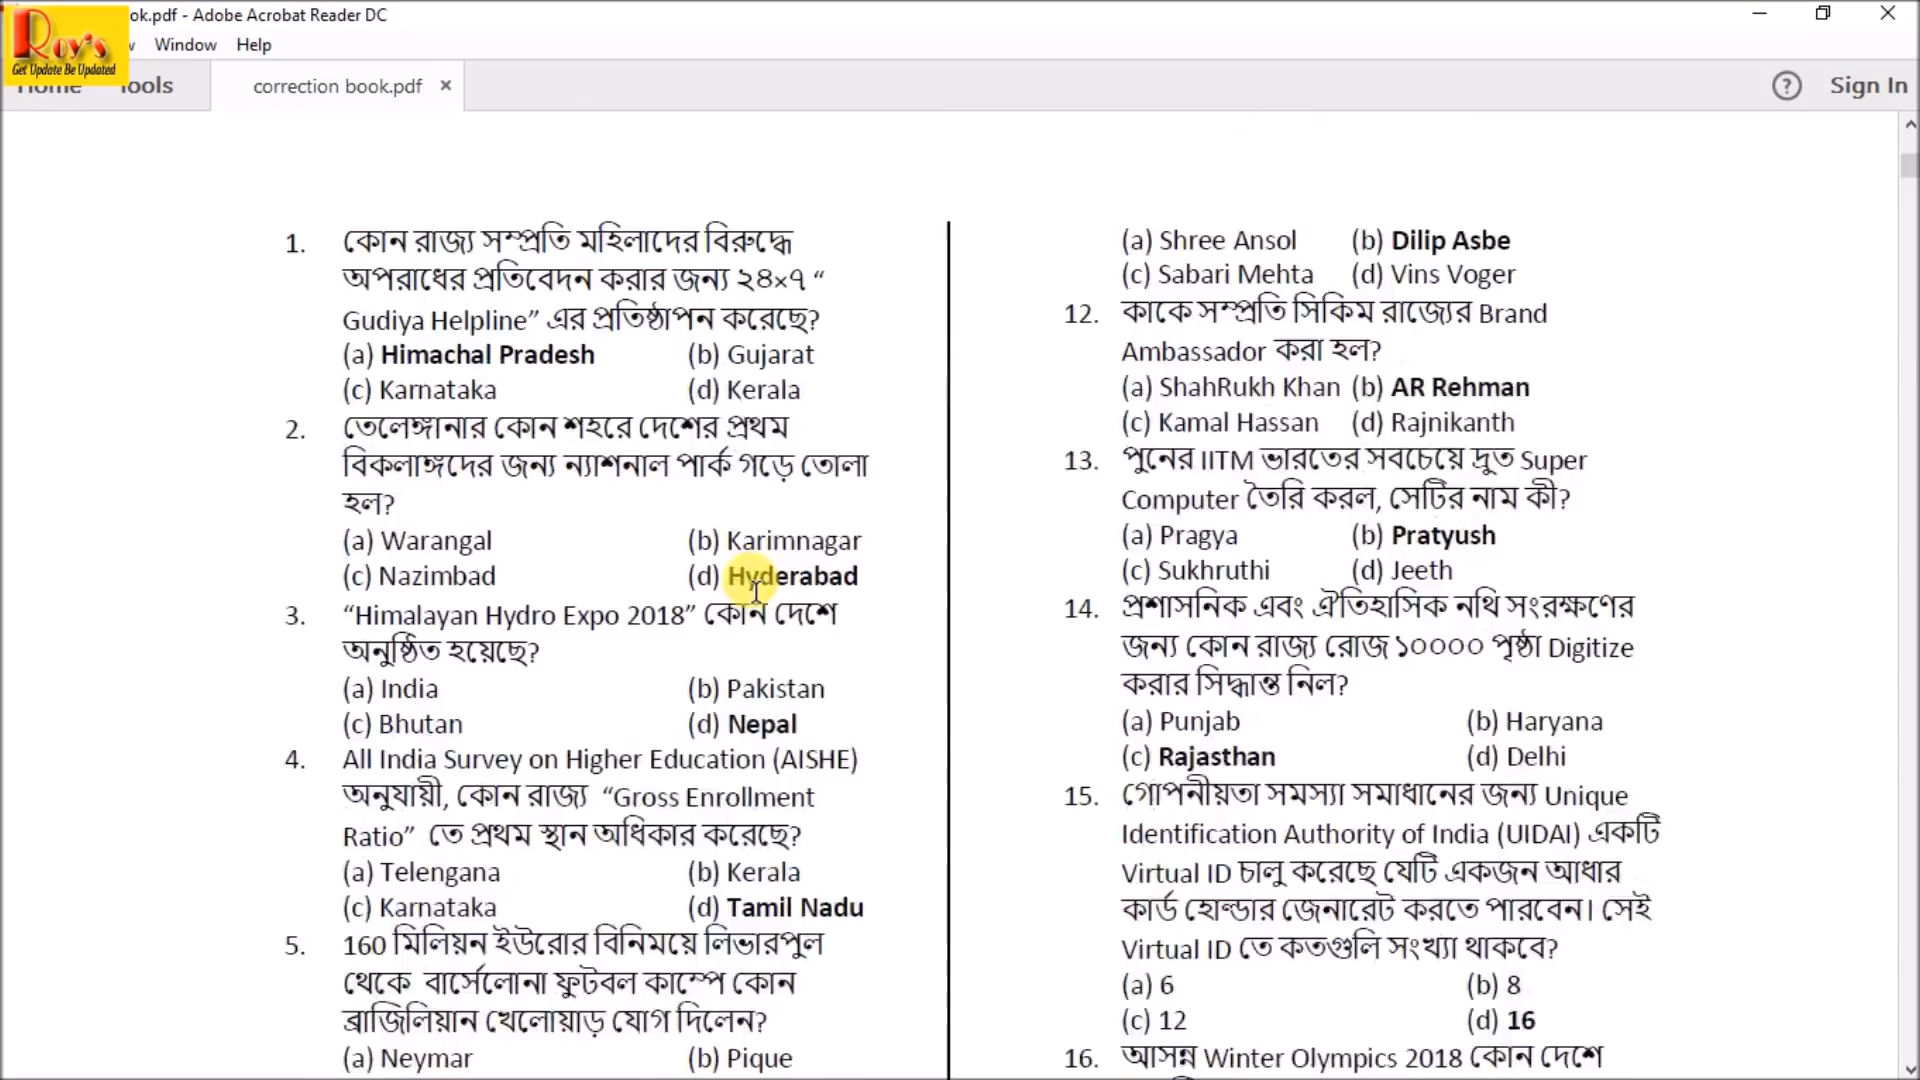 Roy's
Get Update Be Updated
ok.pdf - Adobe Acrobat Reader DC
w Window Help
Home Tools correction book.pdf × ? Sign In
1. কোন রাজ্য সম্প্রতি মহিলাদের বিরুদ্ধে
অপরাধের প্রতিবেদন করার জন্য ২৪×৭ “
Gudiya Helpline” এর প্রতিষ্ঠাপন করেছে?
(a) Himachal Pradesh (b) Gujarat
(c) Karnataka (d) Kerala
2. তেলেঙ্গানার কোন শহরে দেশের প্রথম
বিকলাঙ্গদের জন্য ন্যাশনাল পার্ক গড়ে তোলা
হল?
(a) Warangal (b) Karimnagar
(c) Nazimbad (d) Hyderabad
3. “Himalayan Hydro Expo 2018” কোন দেশে
অনুষ্ঠিত হয়েছে?
(a) India (b) Pakistan
(c) Bhutan (d) Nepal
4. All India Survey on Higher Education (AISHE)
অনুযায়ী, কোন রাজ্য “Gross Enrollment
Ratio” তে প্রথম স্থান অধিকার করেছে?
(a) Telengana (b) Kerala
(c) Karnataka (d) Tamil Nadu
5. 160 মিলিয়ন ইউরোর বিনিময়ে লিভারপুল
থেকে বার্সেলোনা ফুটবল কাম্পে কোন
ব্রাজিলিয়ান খেলোয়াড় যোগ দিলেন?
(a) Neymar (b) Pique
(a) Shree Ansol (b) Dilip Asbe
(c) Sabari Mehta (d) Vins Voger
12. কাকে সম্প্রতি সিকিম রাজ্যের Brand
Ambassador করা হল?
(a) ShahRukh Khan (b) AR Rehman
(c) Kamal Hassan (d) Rajnikanth
13. পুনের IITM ভারতের সবচেয়ে দ্রুত Super
Computer তৈরি করল, সেটির নাম কী?
(a) Pragya (b) Pratyush
(c) Sukhruthi (d) Jeeth
14. প্রশাসনিক এবং ঐতিহাসিক নথি সংরক্ষণের
জন্য কোন রাজ্য রোজ ১০০০০ পৃষ্ঠা Digitize
করার সিদ্ধান্ত নিল?
(a) Punjab (b) Haryana
(c) Rajasthan (d) Delhi
15. গোপনীয়তা সমস্যা সমাধানের জন্য Unique
Identification Authority of India (UIDAI) একটি
Virtual ID চালু করেছে যেটি একজন আধার
কার্ড হোল্ডার জেনারেট করতে পারবেন। সেই
Virtual ID তে কতগুলি সংখ্যা থাকবে?
(a) 6 (b) 8
(c) 12 (d) 16
16. আসন্ন Winter Olympics 2018 কোন দেশে